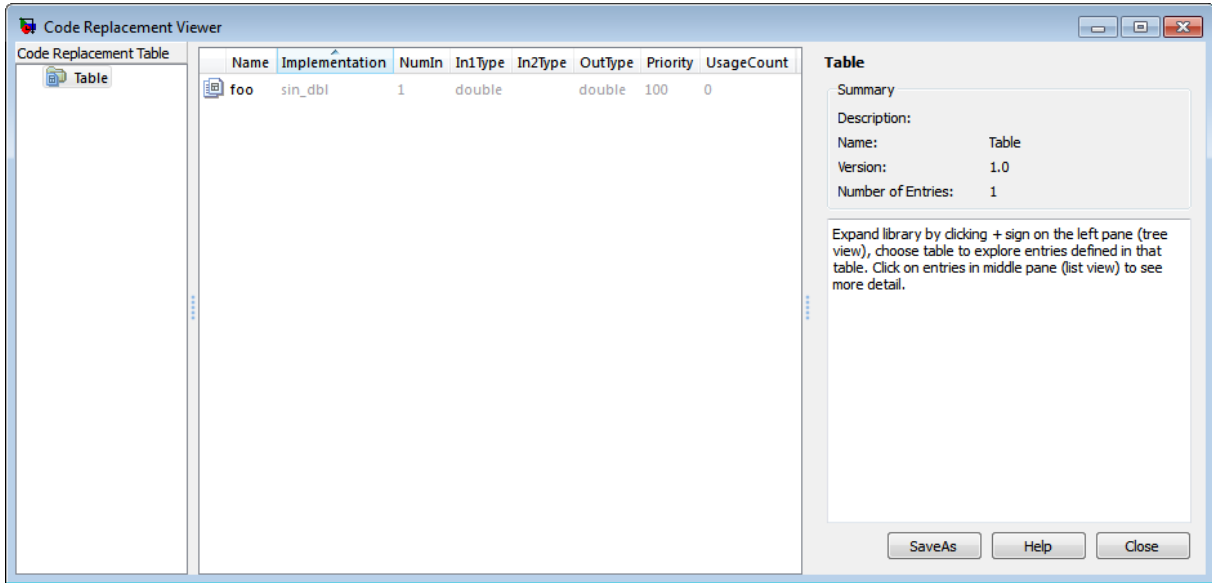 Code Replacement Viewer
Code Replacement Table
Table
Name Implementation NumIn In1Type In2Type OutType Priority UsageCount
foo sin_dbl 1 double double 100 0
Table
Summary
Description:
Name: Table
Version: 1.0
Number of Entries: 1
Expand library by clicking + sign on the left pane (tree
view), choose table to explore entries defined in that
table. Click on entries in middle pane (list view) to see
more detail.
SaveAs Help Close